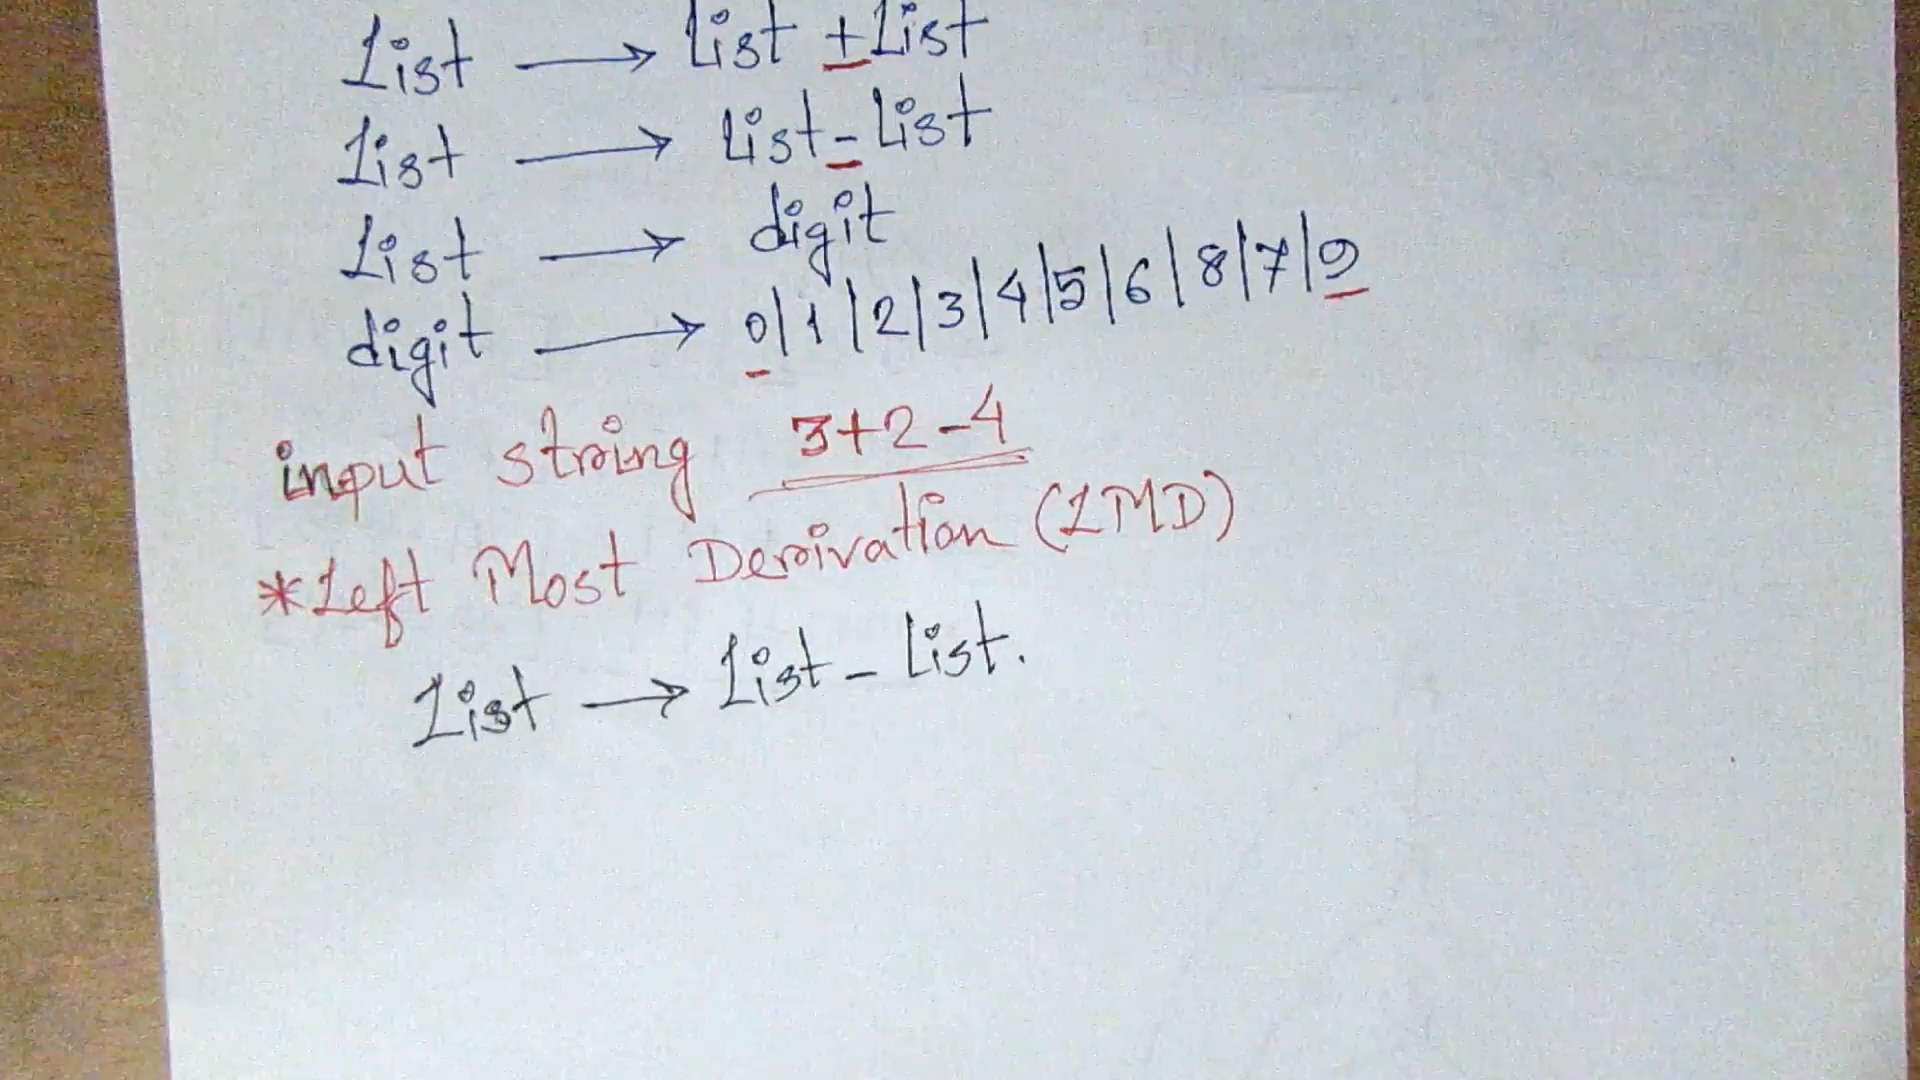 List → List + List
List → List - List
List → digit
digit → 0|1|2|3|4|5|6|8|7|9
input string 3+2-4
*Left Most Derivation (LMD)
List → List - List.